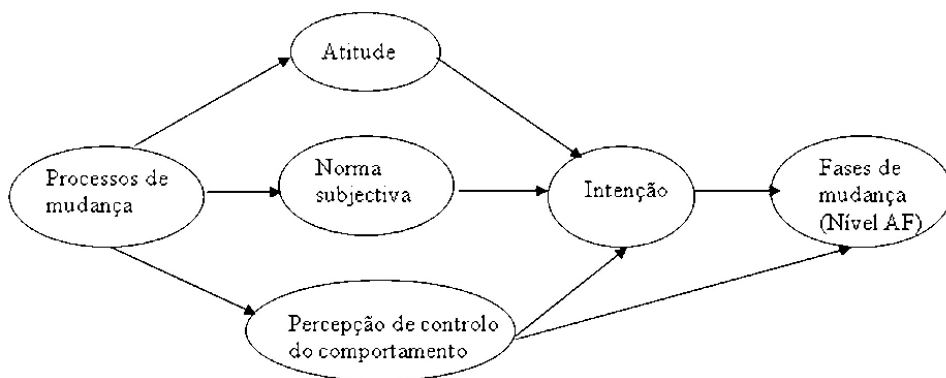 Atitude
Processos de
mudança
Norma
subjectiva
Intenção
Fases de
mudança
(Nível AF)
Percepção de controlo
do comportamento